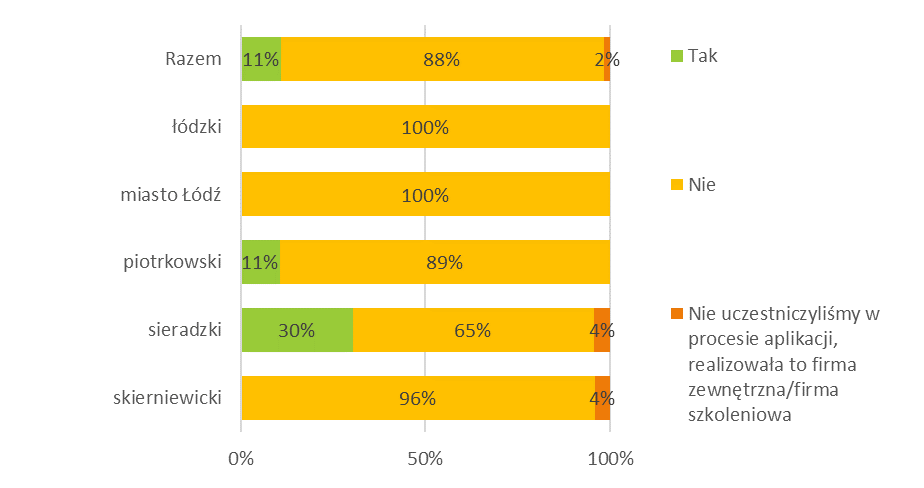 Razem 11% 88% 2%
łódzki 100%
miasto Łódź 100%
piotrkowski 11% 89%
sieradzki 30% 65% 4%
skierniewicki 96% 4%
0% 50% 100%
Tak
Nie
Nie uczestniczyliśmy w
procesie aplikacji,
realizowała to firma
zewnętrzna/firma
szkoleniowa